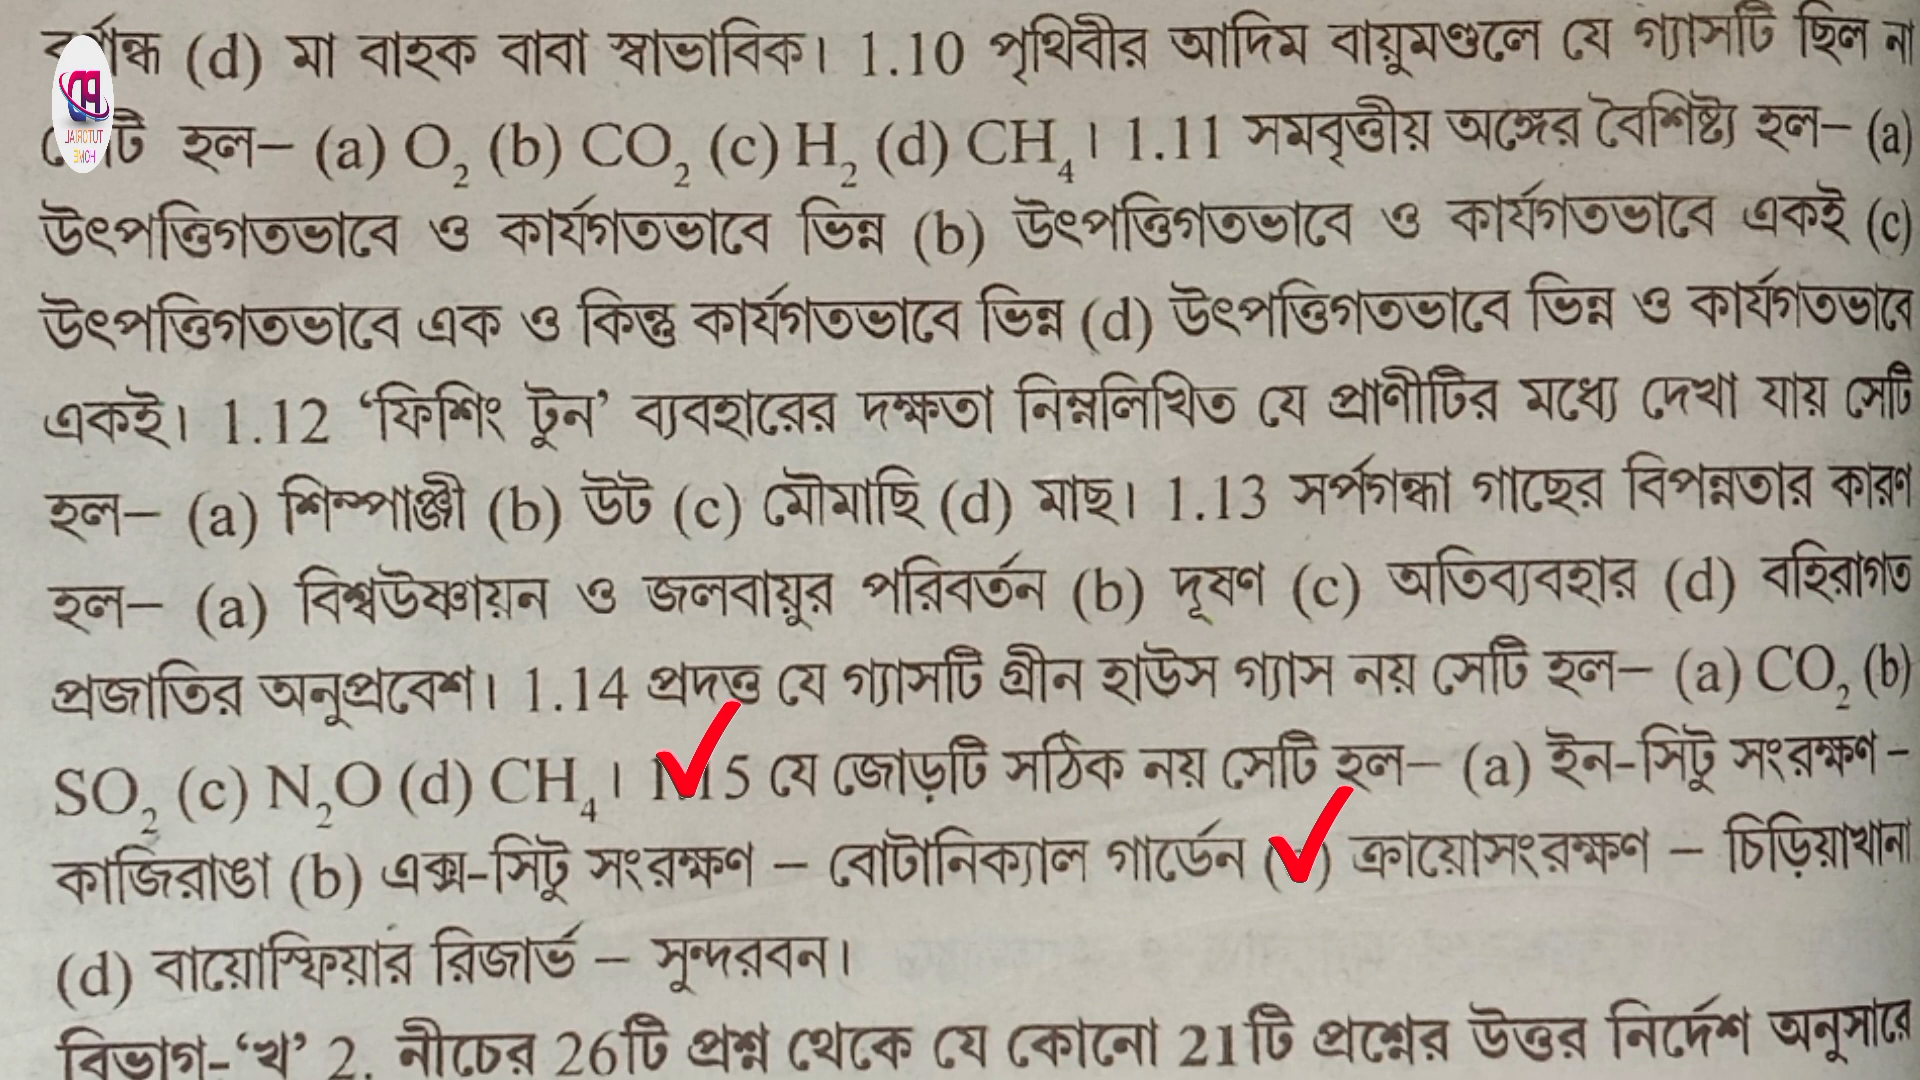 (d) মা বাহক বাবা স্বাভাবিক। 1.10 পৃথিবীর আদিম বায়ুমণ্ডলে যে গ্যাসটি ছিল না
হল– (a) O₂ (b) CO₂ (c) H₂ (d) CH₄। 1.11 সমবৃত্তীয় অঙ্গের বৈশিষ্ট্য হল– (a)
উৎপত্তিগতভাবে ও কার্যগতভাবে ভিন্ন (b) উৎপত্তিগতভাবে ও কার্যগতভাবে একই (c)
উৎপত্তিগতভাবে এক ও কিন্তু কার্যগতভাবে ভিন্ন (d) উৎপত্তিগতভাবে ভিন্ন ও কার্যগতভাবে
একই। 1.12 ‘ফিশিং টুন’ ব্যবহারের দক্ষতা নিম্নলিখিত যে প্রাণীটির মধ্যে দেখা যায় সেটি
হল– (a) শিম্পাঞ্জী (b) উট (c) মৌমাছি (d) মাছ। 1.13 সর্পগন্ধা গাছের বিপন্নতার কারণ
হল– (a) বিশ্বউষ্ণায়ন ও জলবায়ুর পরিবর্তন (b) দূষণ (c) অতিব্যবহার (d) বহিরাগত
প্রজাতির অনুপ্রবেশ। 1.14 প্রদত্ত যে গ্যাসটি গ্রীন হাউস গ্যাস নয় সেটি হল– (a) CO₂ (b)
SO₂ (c) N₂O (d) CH₄। যে জোড়টি সঠিক নয় সেটি হল– (a) ইন-সিটু সংরক্ষণ –
কাজিরাঙা (b) এক্স-সিটু সংরক্ষণ – বোটানিক্যাল গার্ডেন ক্রায়োসংরক্ষণ – চিড়িয়াখানা
(d) বায়োস্ফিয়ার রিজার্ভ – সুন্দরবন।
বিভাগ-‘খ’ 2. নীচের 26টি প্রশ্ন থেকে যে কোনো 21টি প্রশ্নের উত্তর নির্দেশ অনুসারে